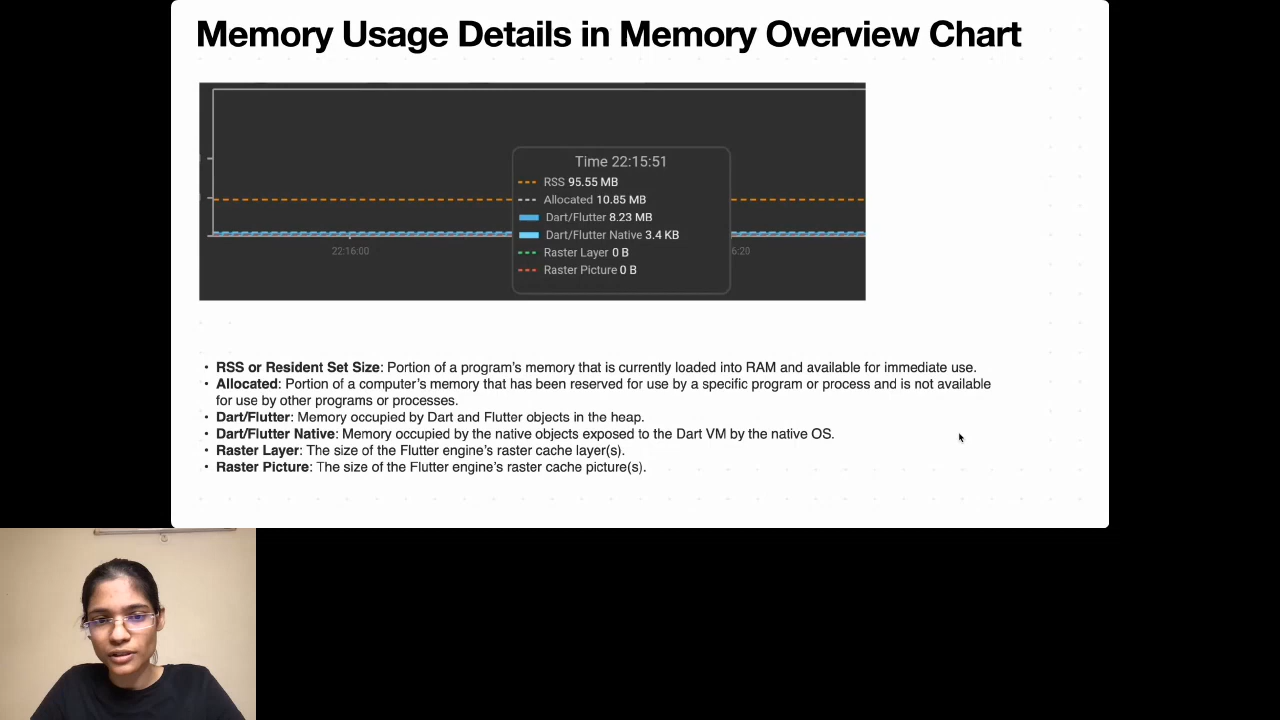 Memory Usage Details in Memory Overview Chart
Time 22:15:51
RSS 95.55 MB
Allocated 10.85 MB
Dart/Flutter 8.23 MB
Dart/Flutter Native 3.4 KB
Raster Layer 0 B
Raster Picture 0 B
22:16:00
6:20
• RSS or Resident Set Size: Portion of a program's memory that is currently loaded into RAM and available for immediate use.
• Allocated: Portion of a computer's memory that has been reserved for use by a specific program or process and is not available
for use by other programs or processes.
• Dart/Flutter: Memory occupied by Dart and Flutter objects in the heap.
• Dart/Flutter Native: Memory occupied by the native objects exposed to the Dart VM by the native OS.
• Raster Layer: The size of the Flutter engine's raster cache layer(s).
• Raster Picture: The size of the Flutter engine's raster cache picture(s).